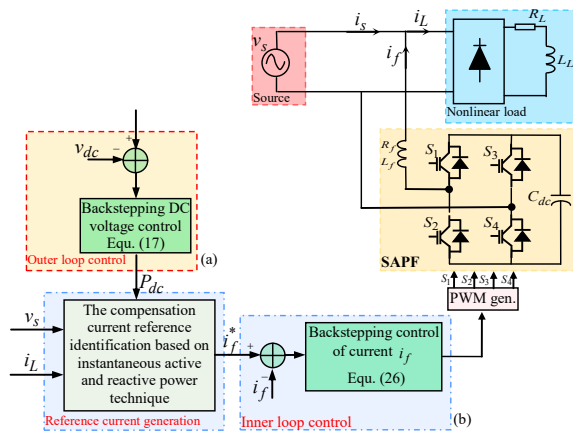 i_s
i_L
v_s
i_f
Source
R_L
L_L
Nonlinear load
R_f
L_f
S_1
S_3
S_2
S_4
C_dc
SAPF
S_1 S_2 S_3 S_4
PWM gen.
+
−
v_dc
Backstepping DC
voltage control
Equ. (17)
Outer loop control
(a)
P_dc
v_s
i_L
The compensation
current reference
identification based on
instantaneous active
and reactive power
technique
Reference current generation
i_f^*
+
−
i_f
Backstepping control
of current i_f
Equ. (26)
Inner loop control
(b)